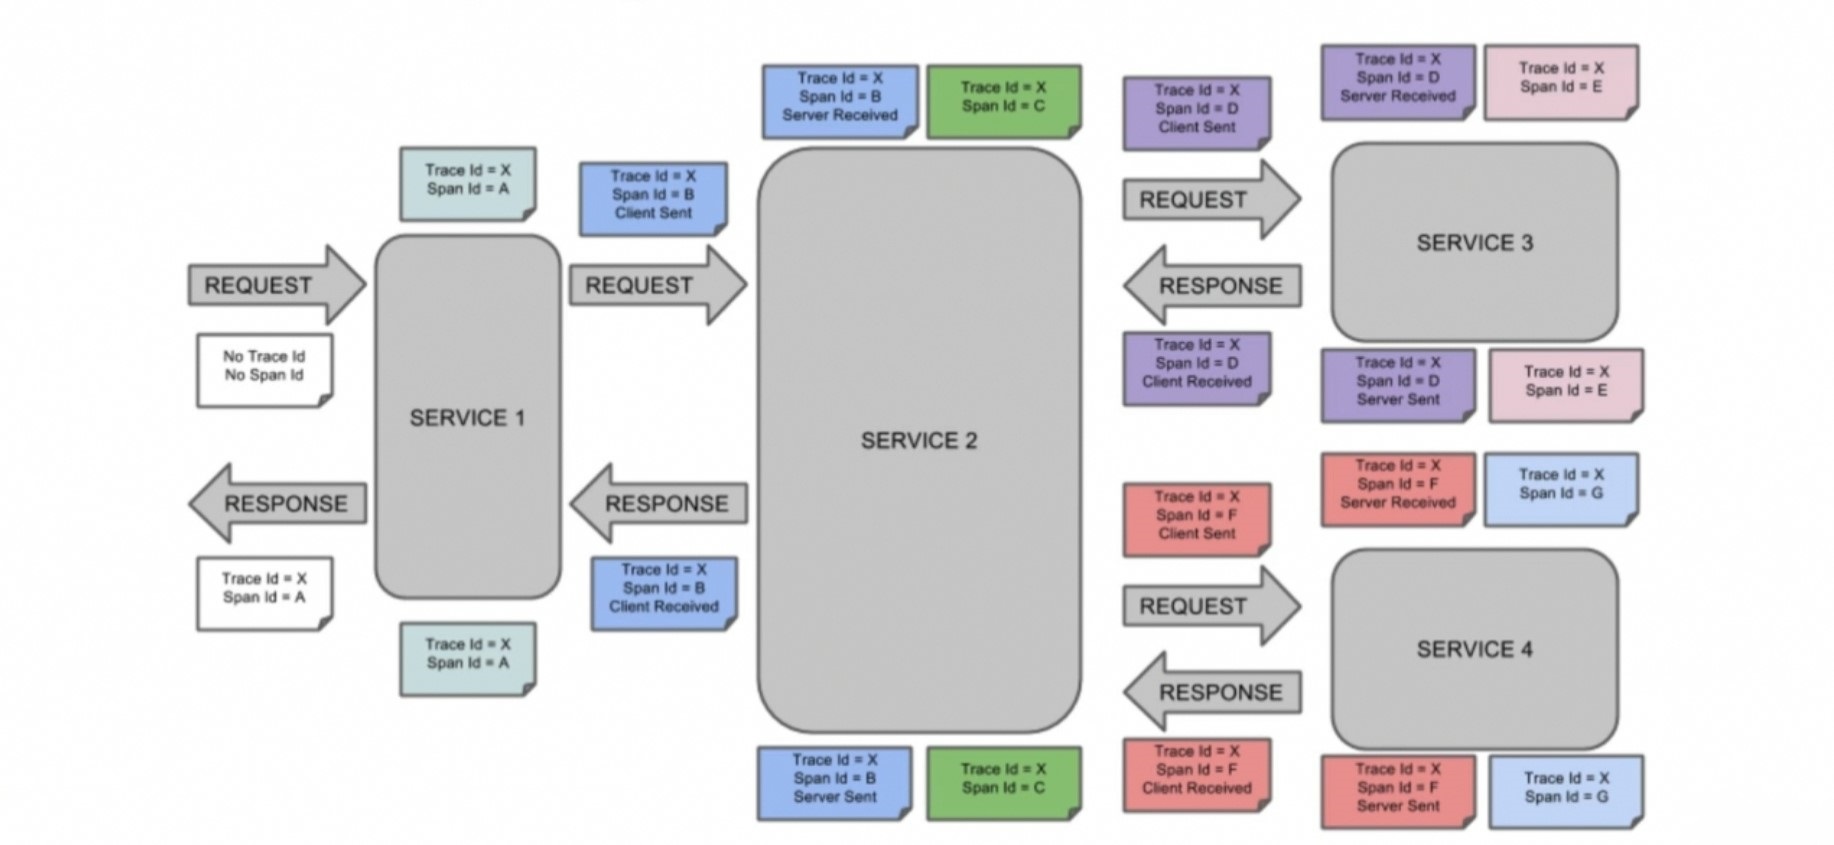 Trace Id = X
Span Id = A
REQUEST
No Trace Id
No Span Id
SERVICE 1
RESPONSE
Trace Id = X
Span Id = A
Trace Id = X
Span Id = A
Trace Id = X
Span Id = B
Client Sent
REQUEST
RESPONSE
Trace Id = X
Span Id = B
Client Received
Trace Id = X
Span Id = B
Server Received
Trace Id = X
Span Id = C
SERVICE 2
Trace Id = X
Span Id = B
Server Sent
Trace Id = X
Span Id = C
Trace Id = X
Span Id = D
Client Sent
REQUEST
RESPONSE
Trace Id = X
Span Id = D
Client Received
Trace Id = X
Span Id = D
Server Received
Trace Id = X
Span Id = E
SERVICE 3
Trace Id = X
Span Id = D
Server Sent
Trace Id = X
Span Id = E
Trace Id = X
Span Id = F
Client Sent
REQUEST
RESPONSE
Trace Id = X
Span Id = F
Client Received
Trace Id = X
Span Id = F
Server Received
Trace Id = X
Span Id = G
SERVICE 4
Trace Id = X
Span Id = F
Server Sent
Trace Id = X
Span Id = G